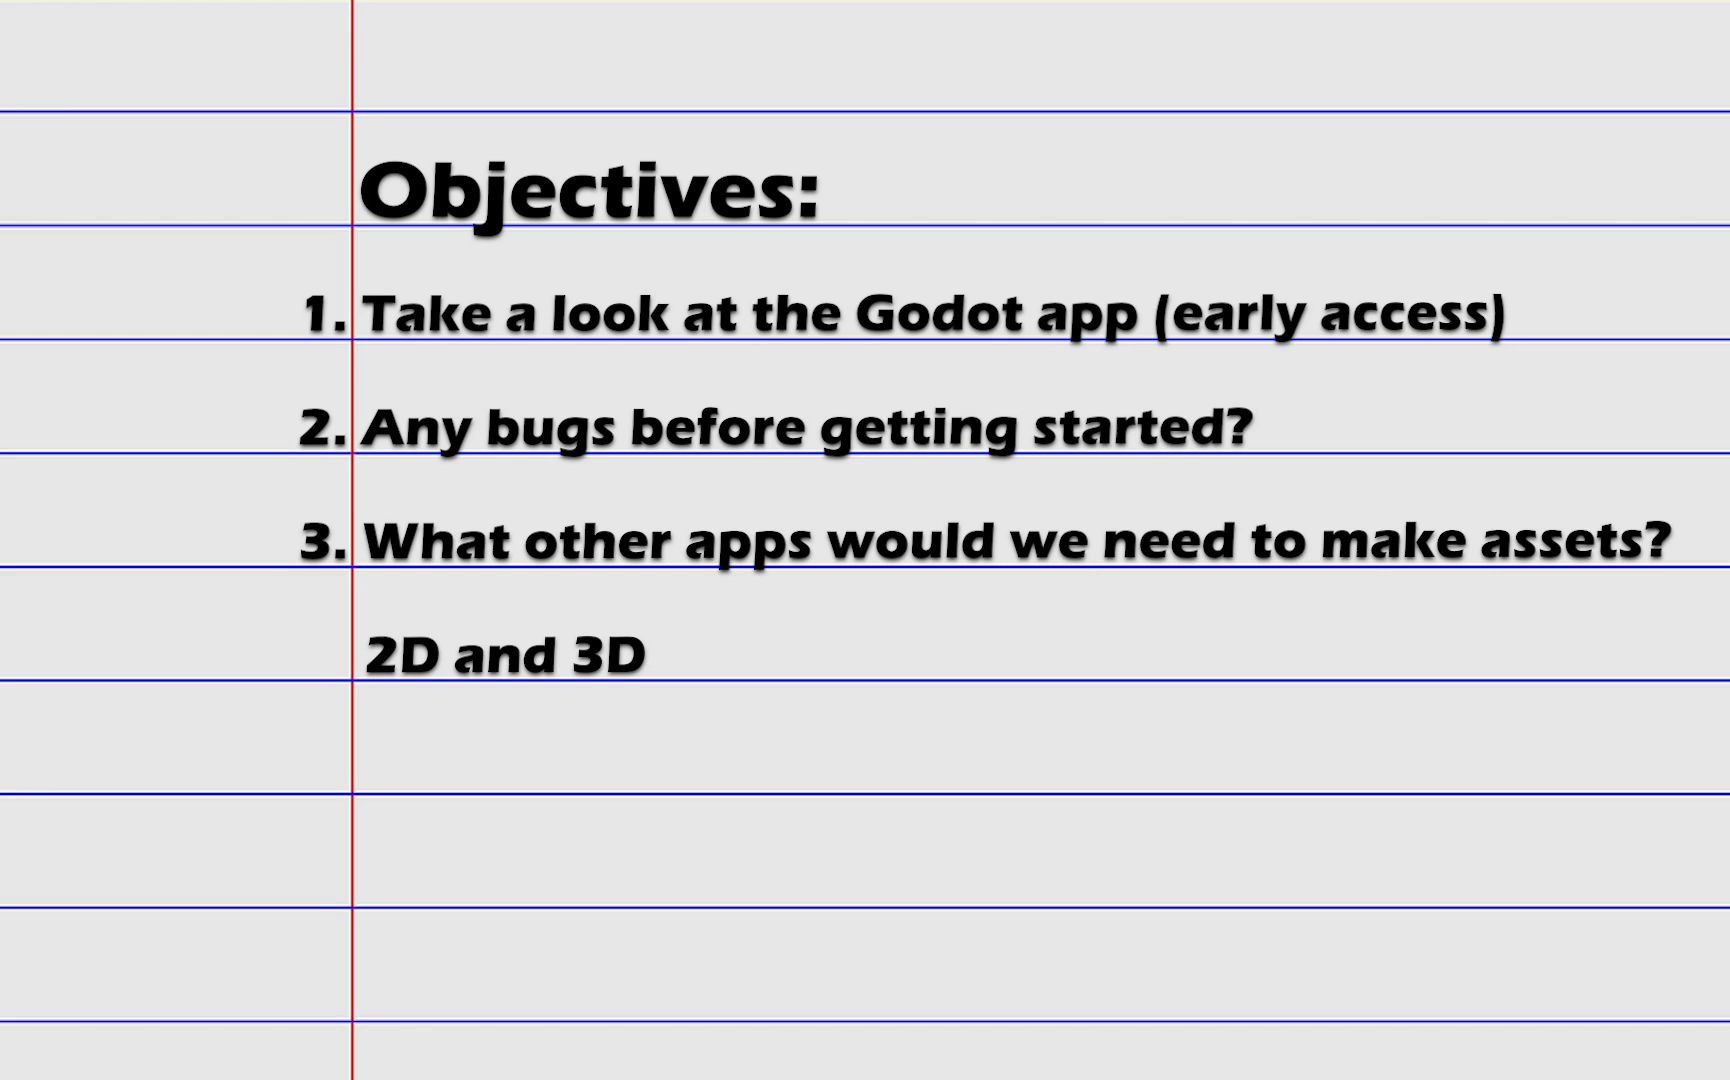 Objectives:
1. Take a look at the Godot app (early access)
2. Any bugs before getting started?
3. What other apps would we need to make assets?
2D and 3D